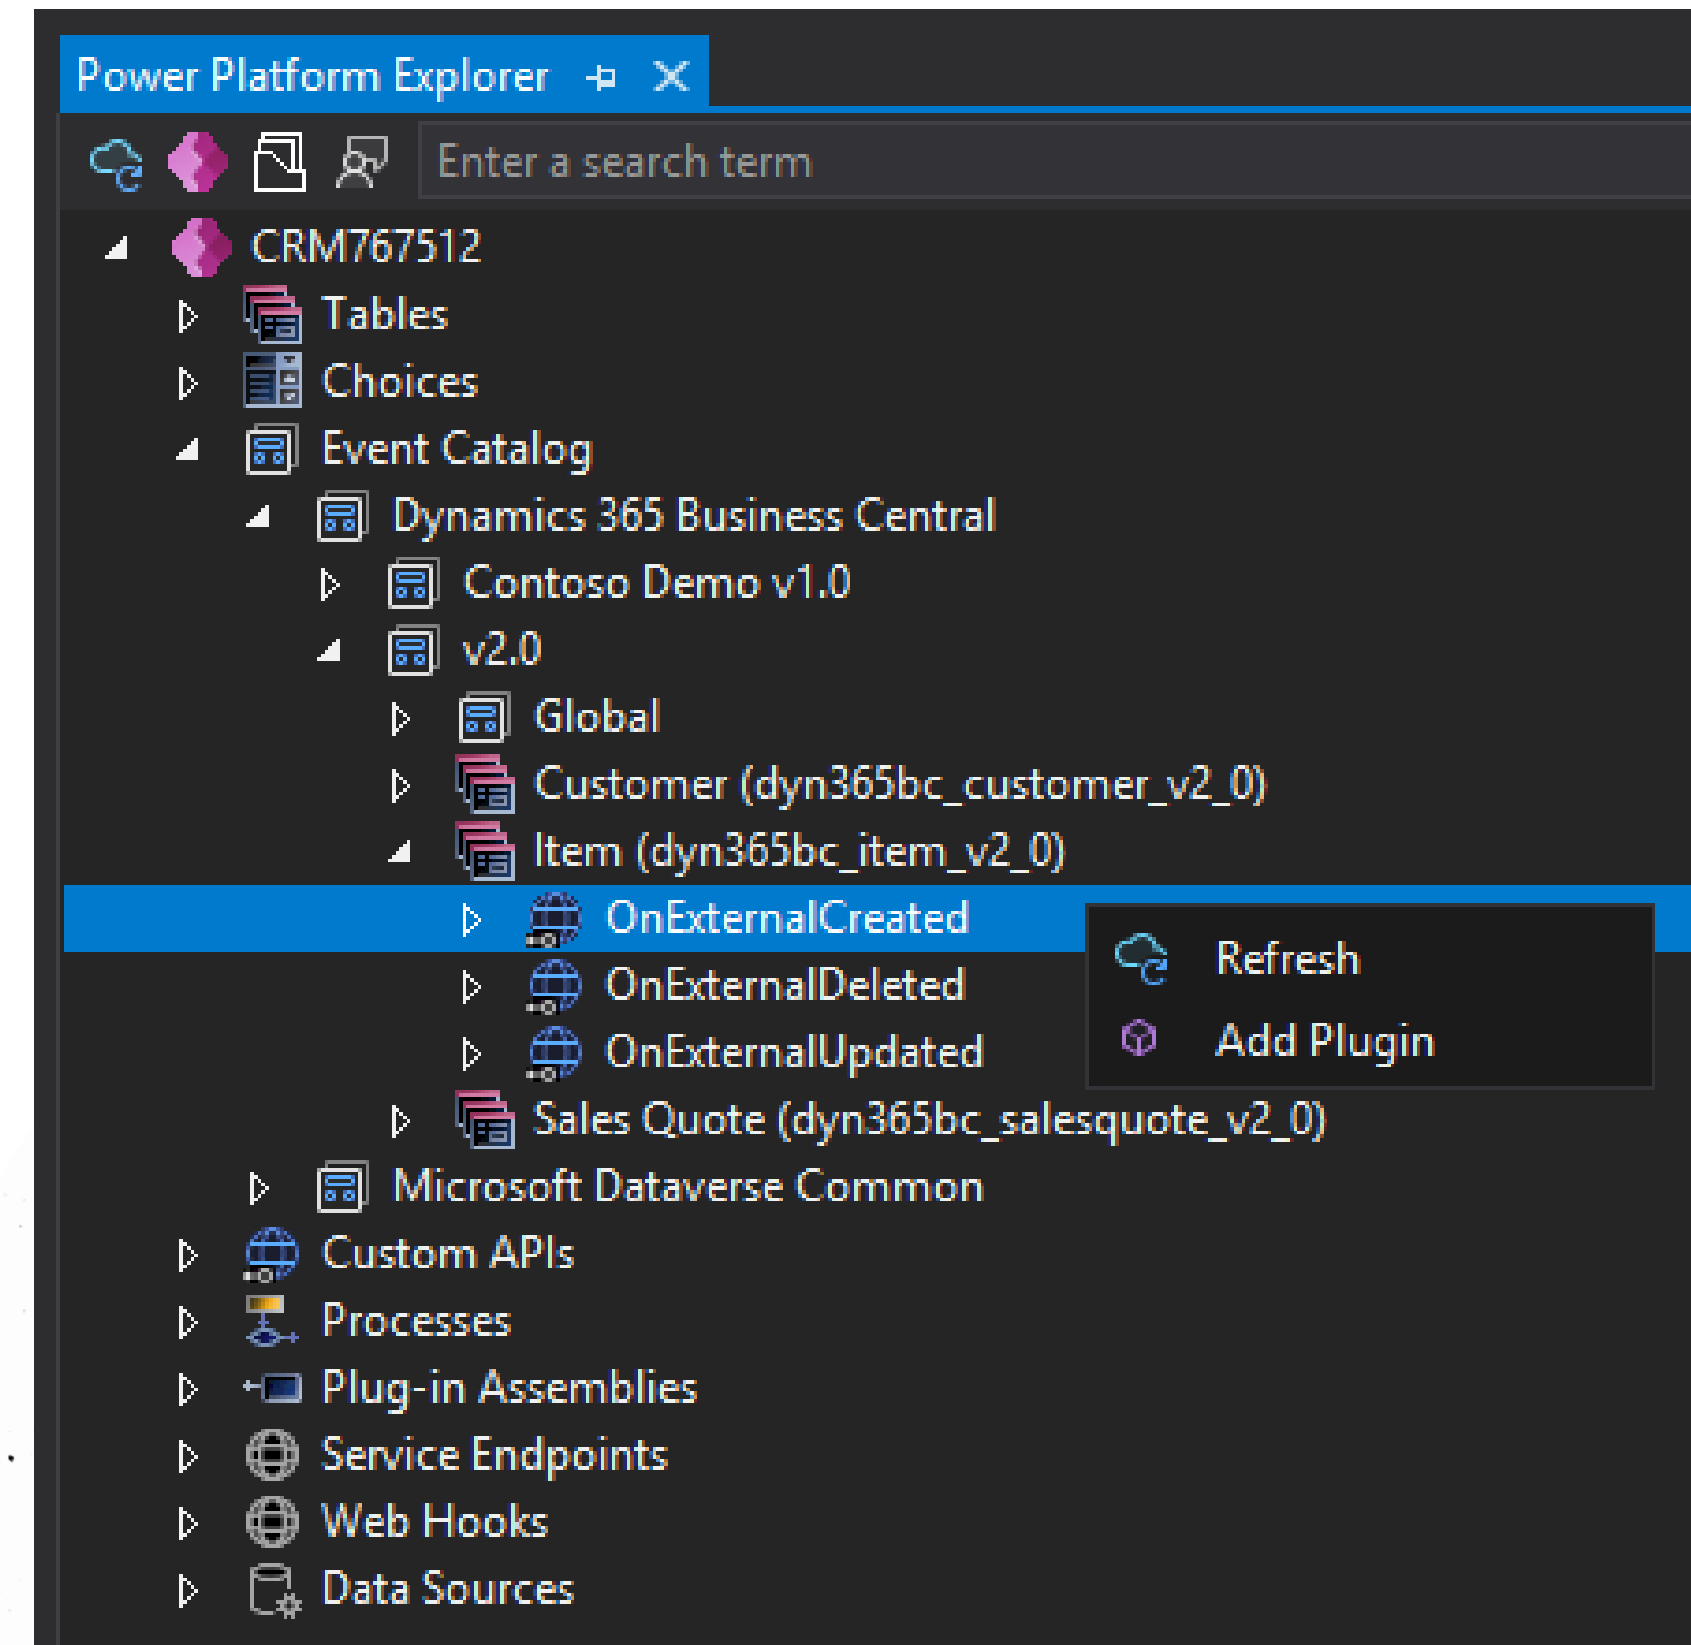 Power Platform Explorer
Enter a search term
CRM767512
Tables
Choices
Event Catalog
Dynamics 365 Business Central
Contoso Demo v1.0
v2.0
Global
Customer (dyn365bc_customer_v2_0)
Item (dyn365bc_item_v2_0)
OnExternalCreated
Refresh
OnExternalDeleted
Add Plugin
OnExternalUpdated
Sales Quote (dyn365bc_salesquote_v2_0)
Microsoft Dataverse Common
Custom APIs
Processes
Plug-in Assemblies
Service Endpoints
Web Hooks
Data Sources